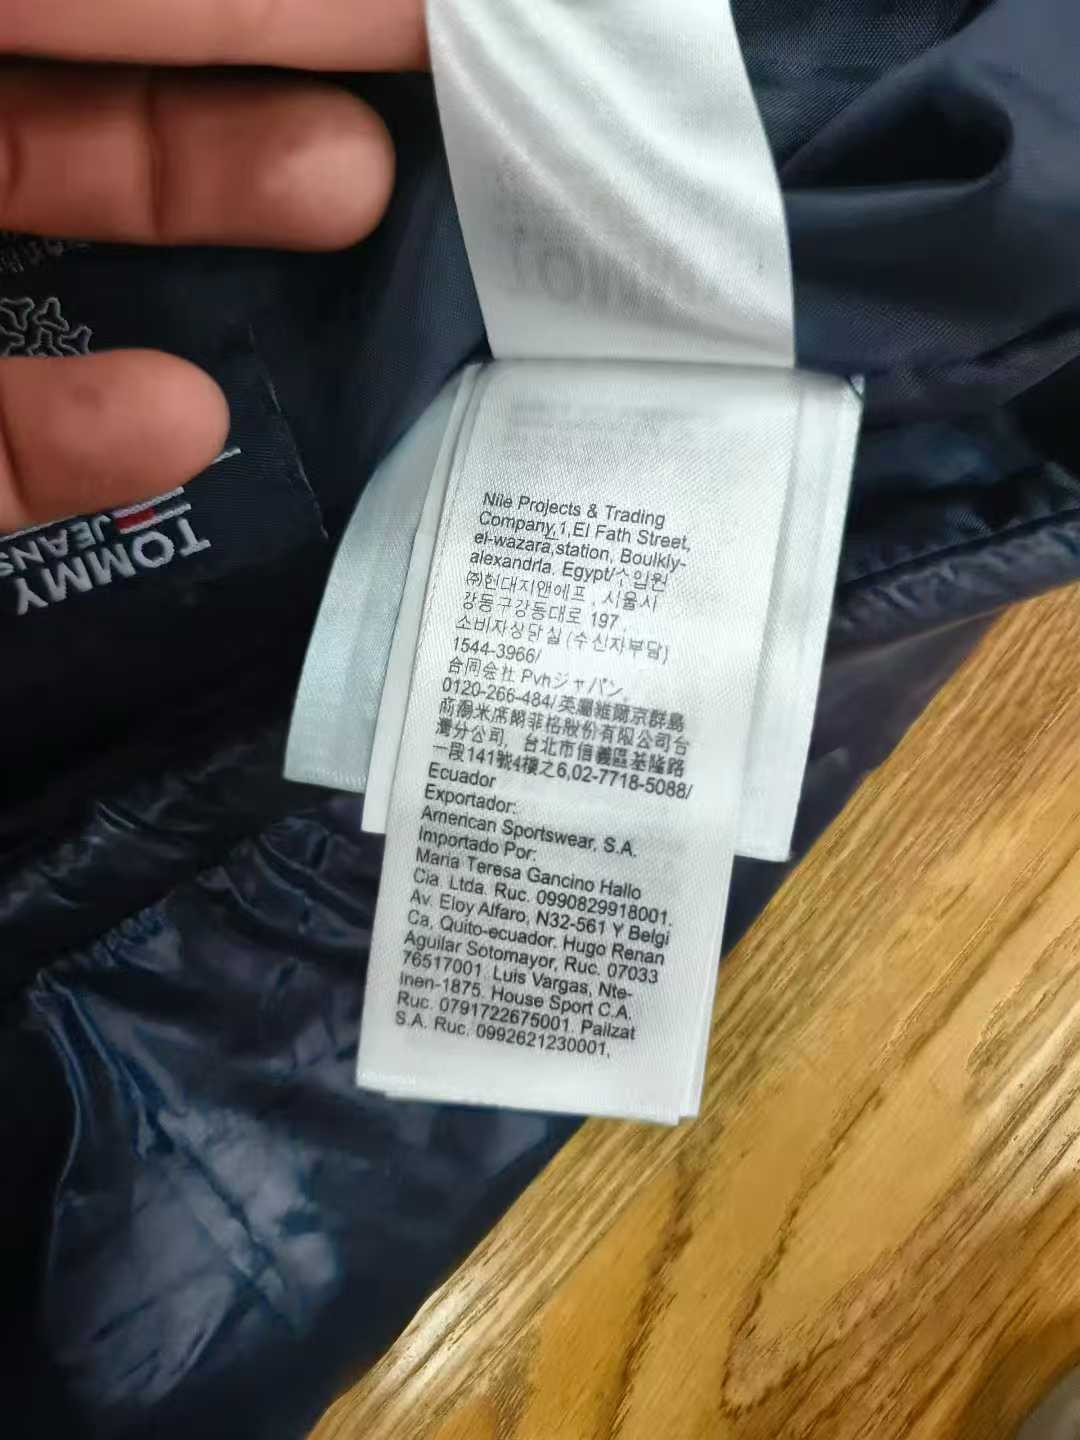 Nile Projects & Trading
Company,1,El Fath Street,
el-wazara,station, Boulkly-
alexandria. Egypt/수입원
㈜현대지앤에프 , 시울시
강동구강동대로 197,
소비자상담실 (수신자부담)
1544-3966/
合同会社 Pvhジャパン,
0120-266-484/英屬維爾京群島
商湯米席爾菲格股份有限公司台
灣分公司, 台北市信義區基隆路
一段141號4樓之6,02-7718-5088/
Ecuador
Exportador:
American Sportswear, S.A.
Importado Por:
Maria Teresa Gancino Hallo
Cia. Ltda. Ruc. 0990829918001.
Av. Eloy Alfaro, N32-561 Y Belgi
Ca, Quito-ecuador. Hugo Renan
Aguilar Sotomayor, Ruc. 07033
76517001. Luis Vargas, Nte-
Inen-1875. House Sport C.A.
Ruc. 0791722675001. Pailzat
S.A. Ruc. 0992621230001.
TOMMY
JEANS